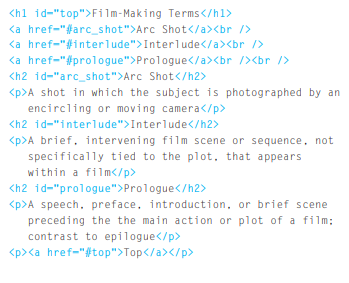 <h1 id="top">Film-Making Terms</h1>
<a href="#arc_shot">Arc Shot</a><br />
<a href="#interlude">Interlude</a><br />
<a href="#prologue">Prologue</a><br /><br />
<h2 id="arc_shot">Arc Shot</h2>
<p>A shot in which the subject is photographed by an
encircling or moving camera</p>
<h2 id="interlude">Interlude</h2>
<p>A brief, intervening film scene or sequence, not
specifically tied to the plot, that appears
within a film</p>
<h2 id="prologue">Prologue</h2>
<p>A speech, preface, introduction, or brief scene
preceding the the main action or plot of a film;
contrast to epilogue</p>
<p><a href="#top">Top</a></p>